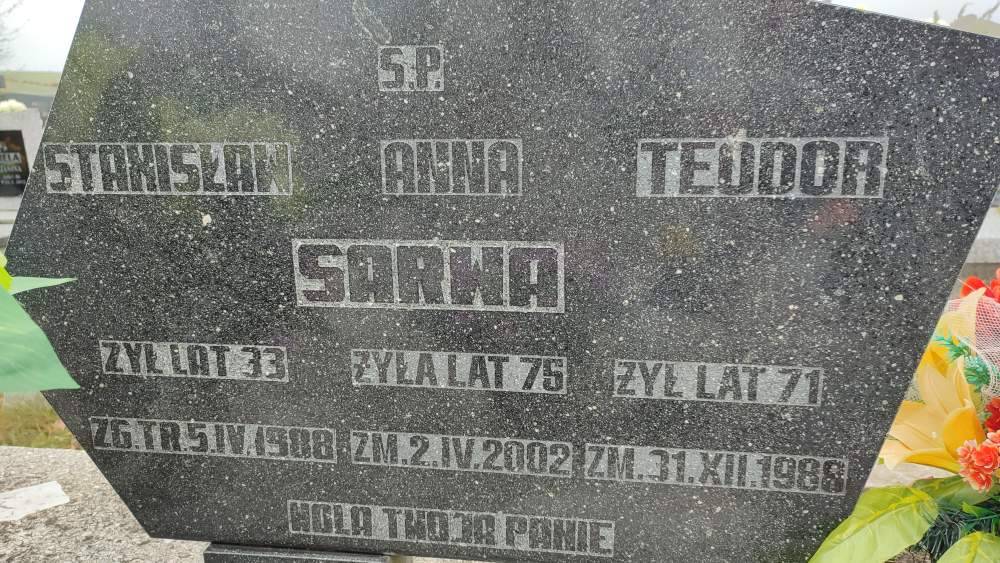 Ś.P.
STANISŁAW ANNA TEODOR
SARWA
ŻYŁ LAT 33 ŻYŁA LAT 75 ŻYŁ LAT 71
ZG.TR.5.IV.1988 ZM.2.IV.2002 ZM.31.XII.1988
WOLA TWOJA PANIE